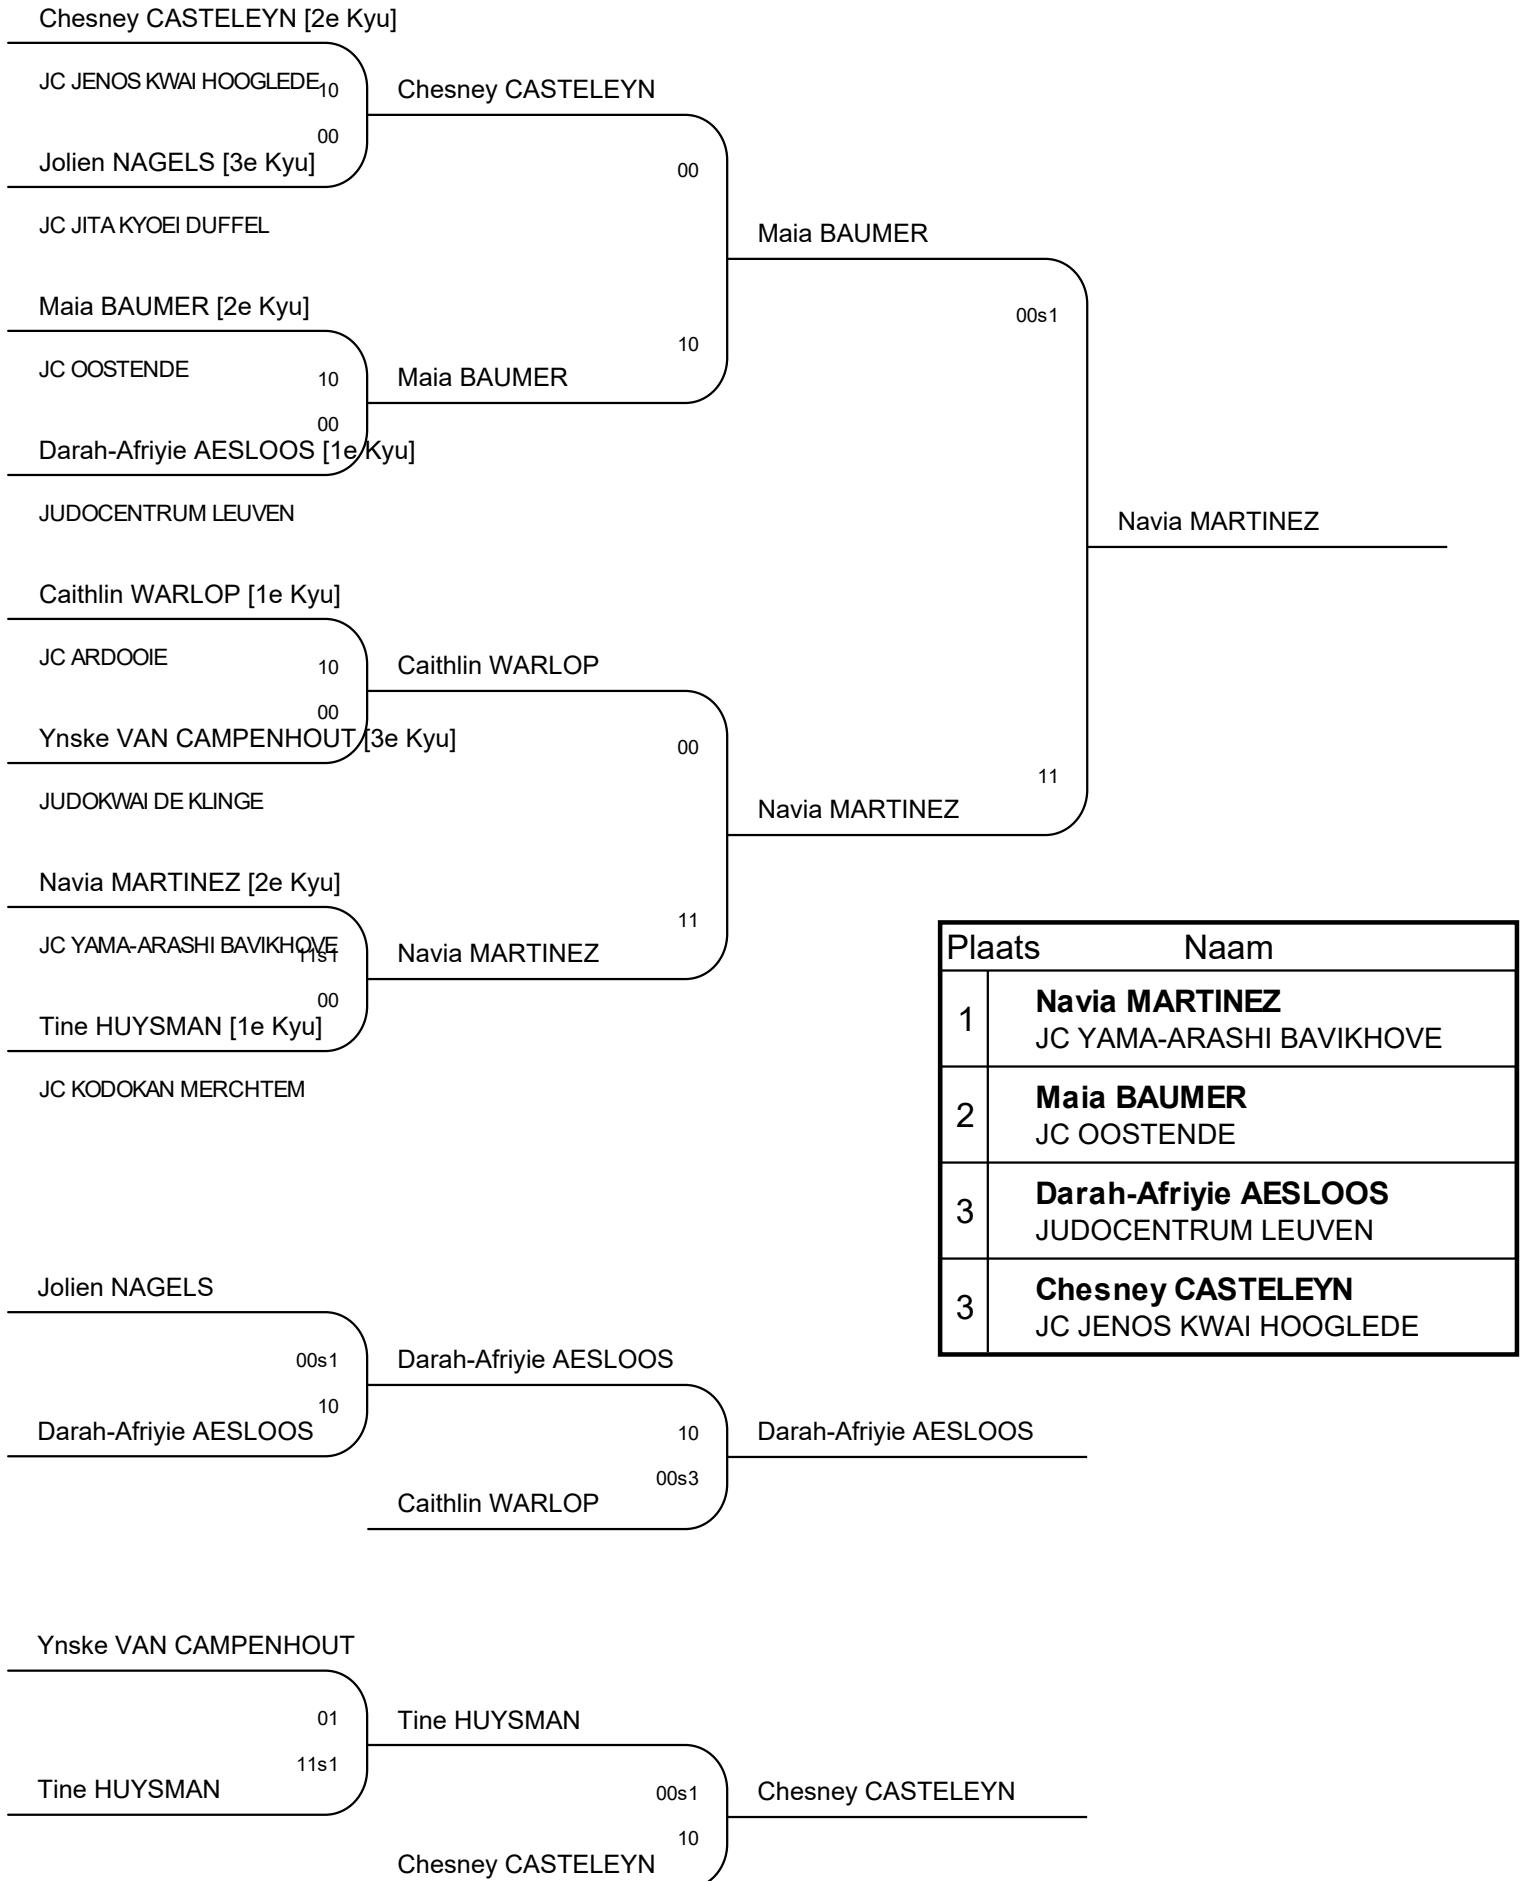 Chesney CASTELEYN [2e Kyu]
JC JENOS KWAI HOOGLEDE
10
Chesney CASTELEYN
00
Jolien NAGELS [3e Kyu]
00
JC JITA KYOEI DUFFEL
Maia BAUMER
Maia BAUMER [2e Kyu]
00s1
10
JC OOSTENDE
10
Maia BAUMER
00
Darah-Afriyie AESLOOS [1e Kyu]
JUDOCENTRUM LEUVEN
Navia MARTINEZ
Caithlin WARLOP [1e Kyu]
JC ARDOOIE
10
Caithlin WARLOP
00
Ynske VAN CAMPENHOUT [3e Kyu]
00
11
JUDOKWAI DE KLINGE
Navia MARTINEZ
Navia MARTINEZ [2e Kyu]
11
JC YAMA-ARASHI BAVIKHOVE
11s1
Navia MARTINEZ
00
Tine HUYSMAN [1e Kyu]
JC KODOKAN MERCHTEM
Plaats Naam
1 Navia MARTINEZ
JC YAMA-ARASHI BAVIKHOVE
2 Maia BAUMER
JC OOSTENDE
3 Darah-Afriyie AESLOOS
JUDOCENTRUM LEUVEN
3 Chesney CASTELEYN
JC JENOS KWAI HOOGLEDE
Jolien NAGELS
00s1
Darah-Afriyie AESLOOS
10
Darah-Afriyie AESLOOS
10
Darah-Afriyie AESLOOS
00s3
Caithlin WARLOP
Ynske VAN CAMPENHOUT
01
Tine HUYSMAN
11s1
Tine HUYSMAN
00s1
Chesney CASTELEYN
10
Chesney CASTELEYN